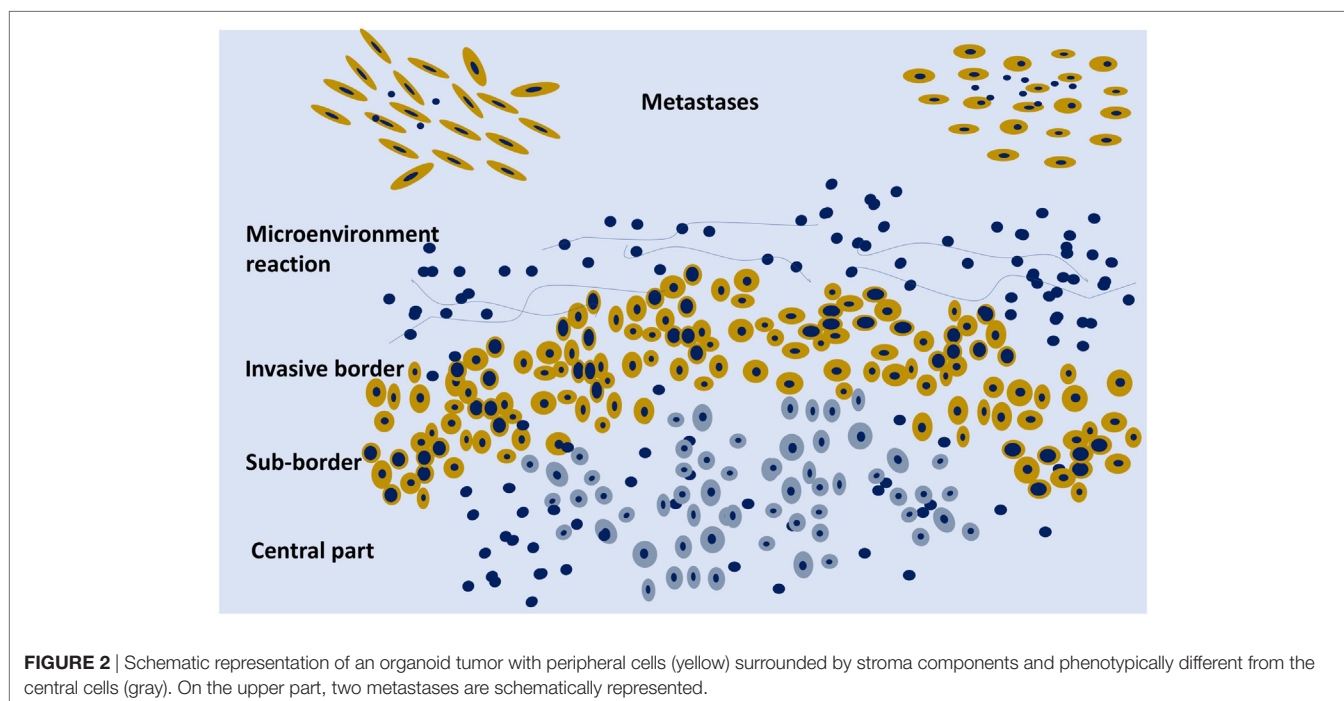 Metastases
Microenvironment
reaction
Invasive border
Sub-border
Central part
FIGURE 2 | Schematic representation of an organoid tumor with peripheral cells (yellow) surrounded by stroma components and phenotypically different from the
central cells (gray). On the upper part, two metastases are schematically represented.